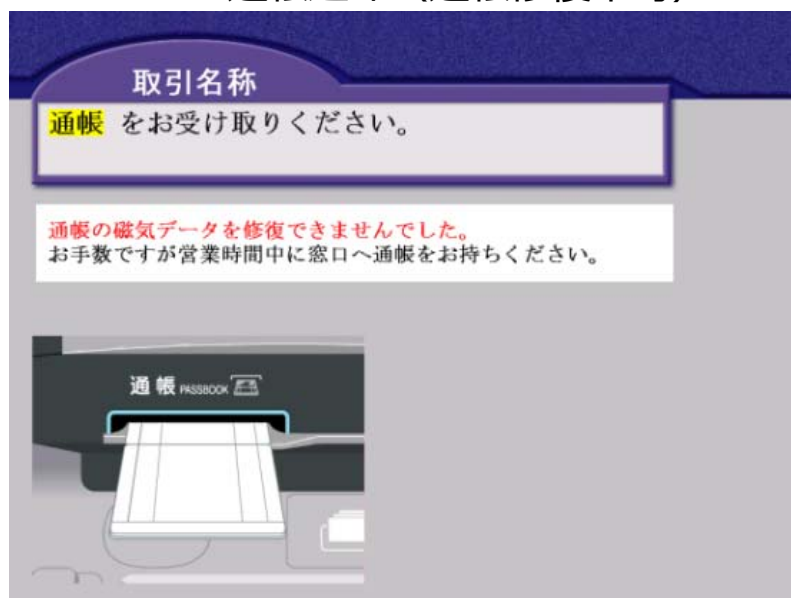 取引名称
通帳 をお受け取りください。
通帳の磁気データを修復できませんでした。
お手数ですが営業時間中に窓口へ通帳をお持ちください。
通帳 PASSBOOK